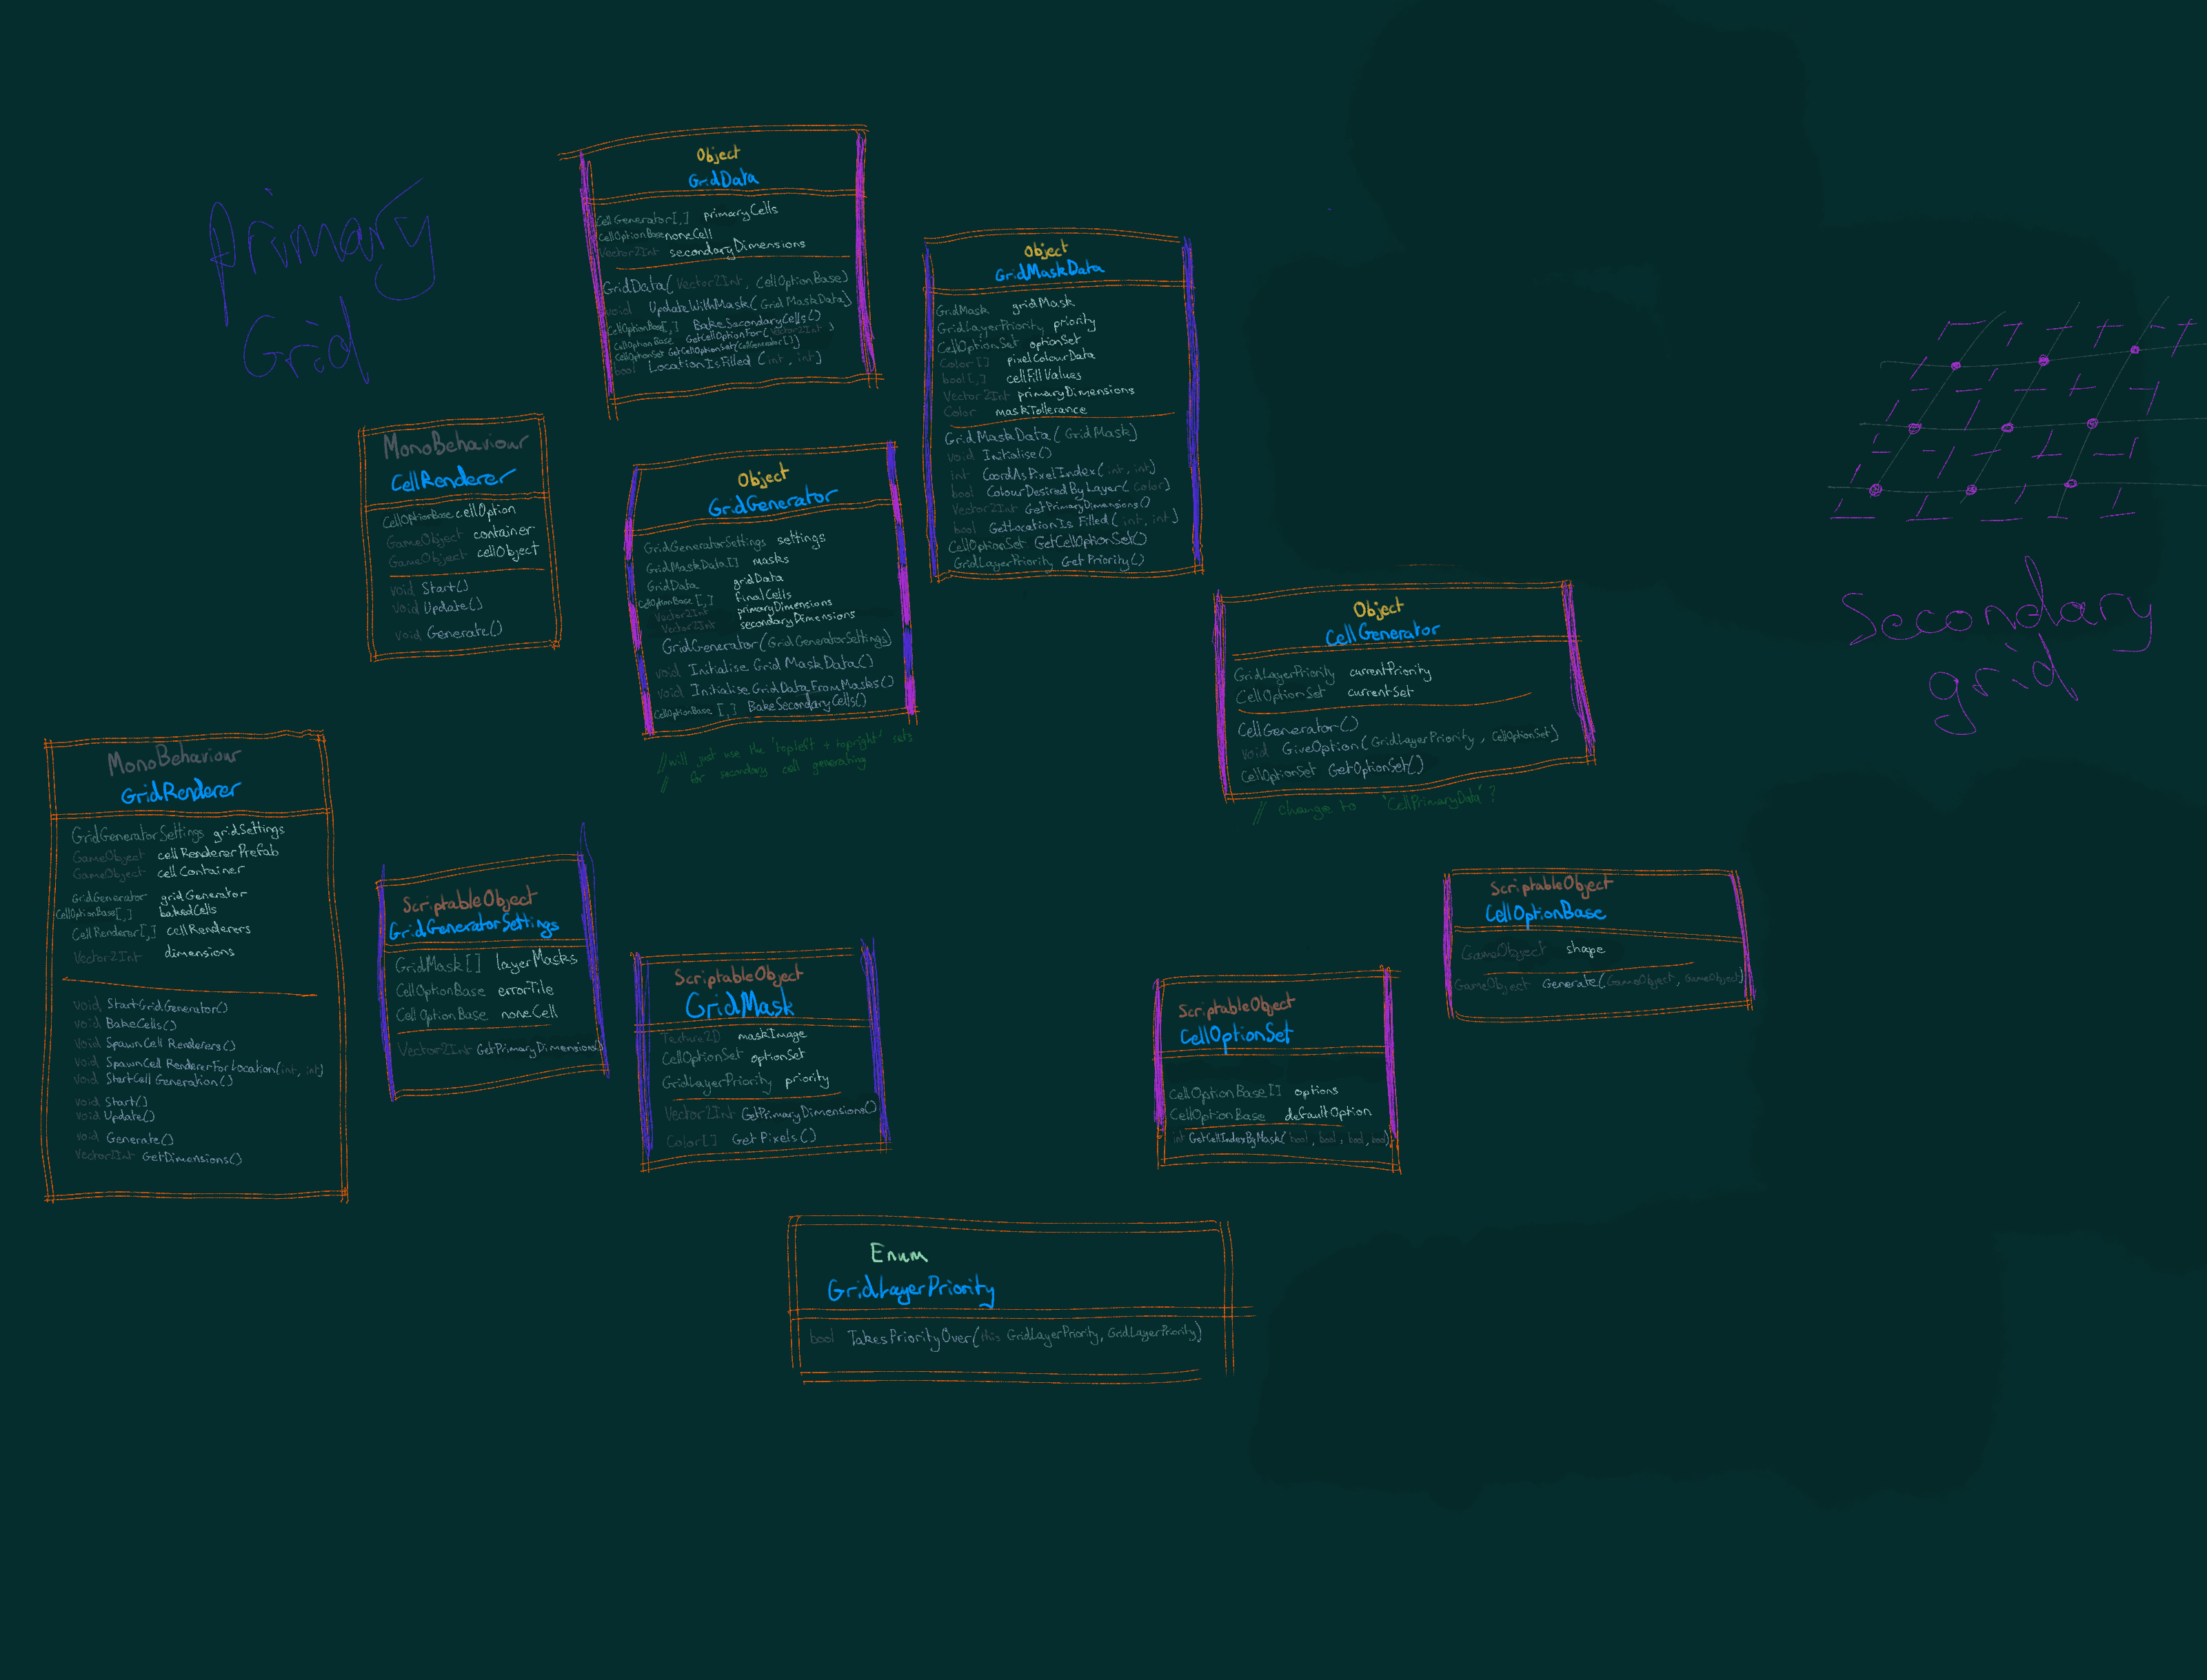 Primary
Grid
Object
GridData
CellGenerator[,] primaryCells
CellOptionBase noneCell
Vector2Int secondaryDimensions
GridData(Vector2Int, CellOptionBase)
void UpdateWithMask(GridMaskData)
CellOptionBase[,] BakeSecondaryCells()
CellOptionBase GetCellOptionFor(Vector2Int)
CellOptionSet GetCellOptionSet(CellGenerator[])
bool LocationIsFilled (int, int)
Object
GridMaskData
GridMask gridMask
GridLayerPriority priority
CellOptionSet optionSet
Color[] pixelColourData
bool[,] cellFillValues
Vector2Int primaryDimensions
Color maskTollerance
GridMaskData(GridMask)
void Initialise()
int CoordAsPixelIndex(int, int)
bool ColourDesiredByLayer(color)
Vector2Int GetPrimaryDimensions()
bool GetLocationIsFilled(int, int)
CellOptionSet GetCellOptionSet()
GridLayerPriority GetPriority()
MonoBehaviour
CellRenderer
CellOptionBase cellOption
GameObject container
GameObject cellObject
void Start()
void Update()
void Generate()
Object
GridGenerator
GridGeneratorSettings settings
GridMaskData[] masks
GridData gridData
CellOptionBase[,] finalCells
Vector2Int primaryDimensions
Vector2Int secondaryDimensions
GridGenerator(GridGeneratorSettings)
void InitialiseGridMaskData()
void InitialiseGridDataFromMasks()
CellOptionBase [,] BakeSecondaryCells()
//will just use the 'topleft + topright' sets
// for secondary cell generating
Object
CellGenerator
GridLayerPriority currentPriority
CellOptionSet currentSet
CellGenerator()
void GiveOption(GridLayerPriority, CellOptionSet)
CellOptionSet GetOptionSet()
// change to 'CellPrimaryData'?
Secondary
grid
MonoBehaviour
GridRenderer
GridGeneratorSettings gridSettings
GameObject cellRendererPrefab
GameObject cellContainer
GridGenerator gridGenerator
CellOptionBase[,] bakedCells
CellRenderer[,] cellRenderers
Vector2Int dimensions
void StartGridGenerator()
void BakeCells()
void SpawnCellRenderers()
void SpawnCellRendererForLocation(int, int)
void StartCellGeneration()
void Start()
void Update()
void Generate()
Vector2Int GetDimensions()
ScriptableObject
GridGeneratorSettings
GridMask[] layerMasks
CellOptionBase errorTile
CellOptionBase noneCell
Vector2Int GetPrimaryDimensions()
ScriptableObject
GridMask
Texture2D maskImage
CellOptionSet optionSet
GridLayerPriority priority
Vector2Int GetPrimaryDimensions()
Color[] GetPixels()
ScriptableObject
CellOptionSet
CellOptionBase[] options
CellOptionBase defaultOption
int GetCellIndexByMask(bool, bool, bool, bool)
ScriptableObject
CellOptionBase
GameObject shape
GameObject Generate(GameObject, GameObject)
Enum
GridLayerPriority
bool TakesPriorityOver(this GridLayerPriority, GridLayerPriority)